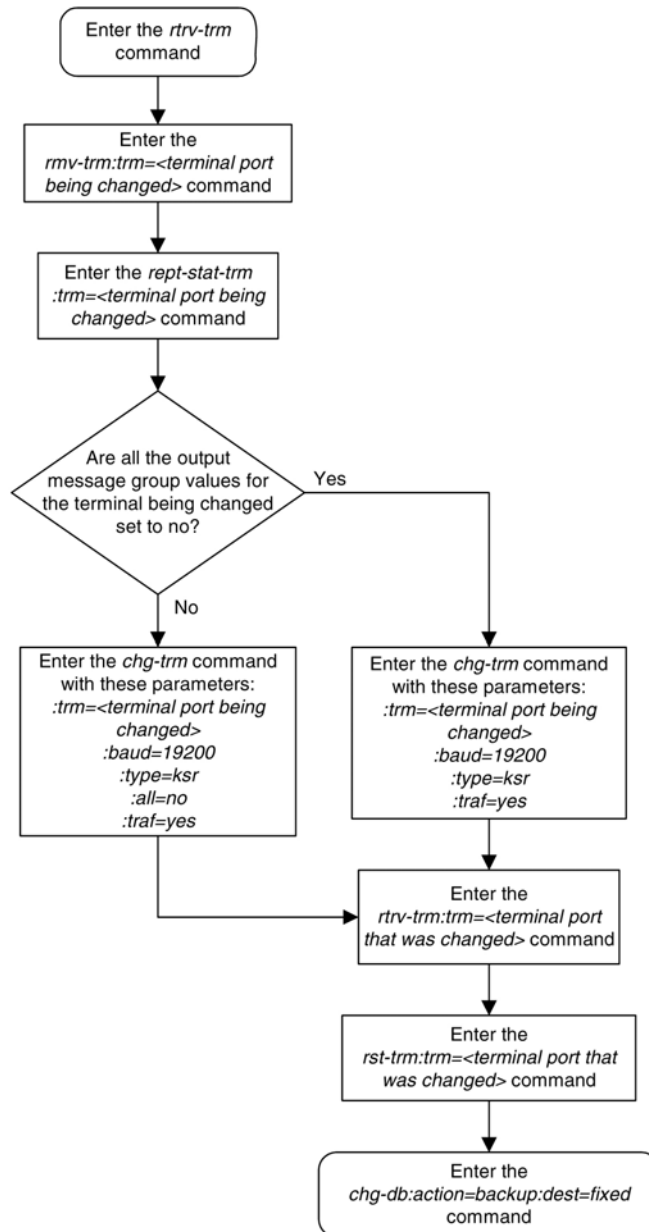 Enter the rtrv-trm
command
Enter the
rmv-trm:trm=<terminal port
being changed> command
Enter the rept-stat-trm
:trm=<terminal port being
changed> command
Are all the output
message group values for
the terminal being changed
set to no?
Yes
No
Enter the chg-trm command
with these parameters:
:trm=<terminal port being
changed>
:baud=19200
:type=ksr
:all=no
:traf=yes
Enter the chg-trm command
with these parameters:
:trm=<terminal port being
changed>
:baud=19200
:type=ksr
:traf=yes
Enter the
rtrv-trm:trm=<terminal port
that was changed> command
Enter the
rst-trm:trm=<terminal port that
was changed> command
Enter the
chg-db:action=backup:dest=fixed
command